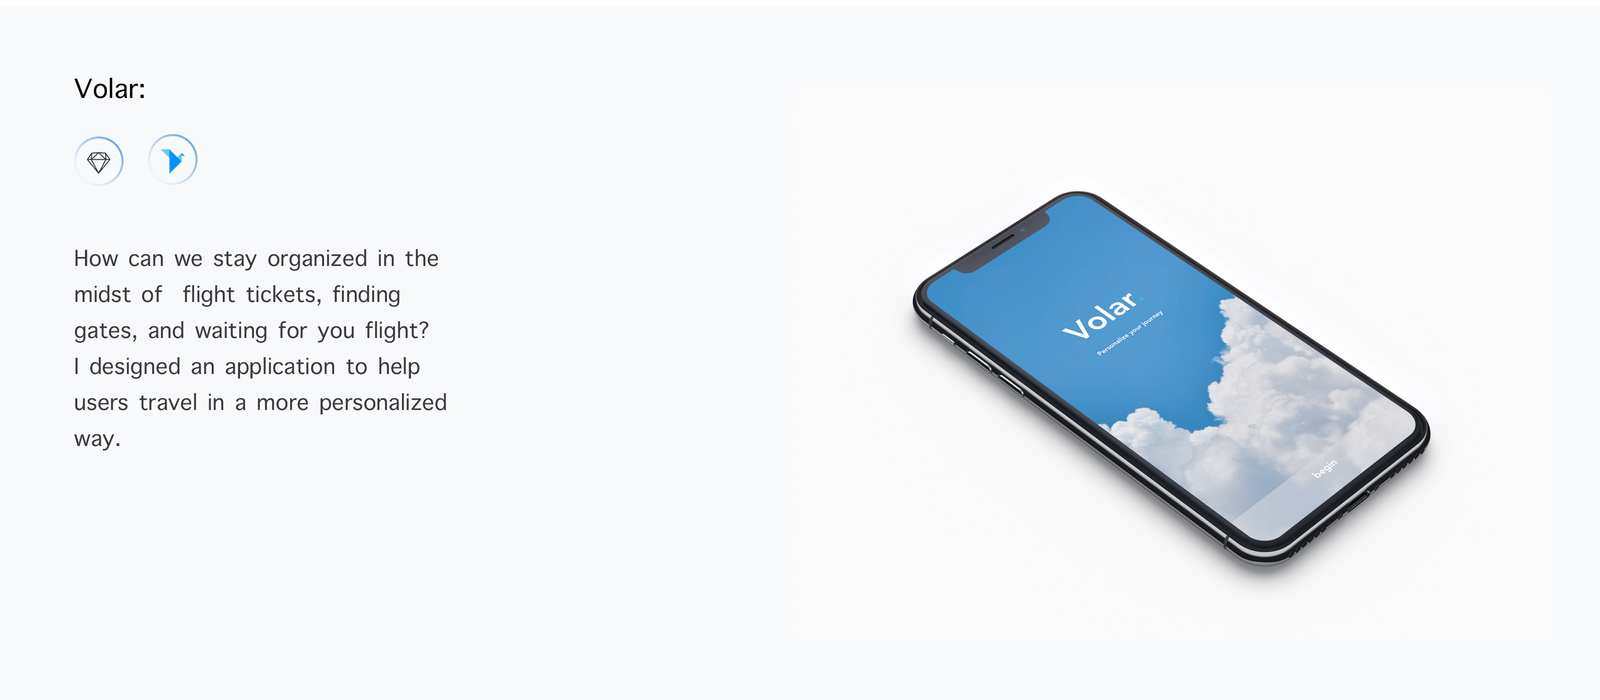 Volar:
How can we stay organized in the
midst of flight tickets, finding
gates, and waiting for you flight?
I designed an application to help
users travel in a more personalized
way.
Volar.
Personalize your journey
begin